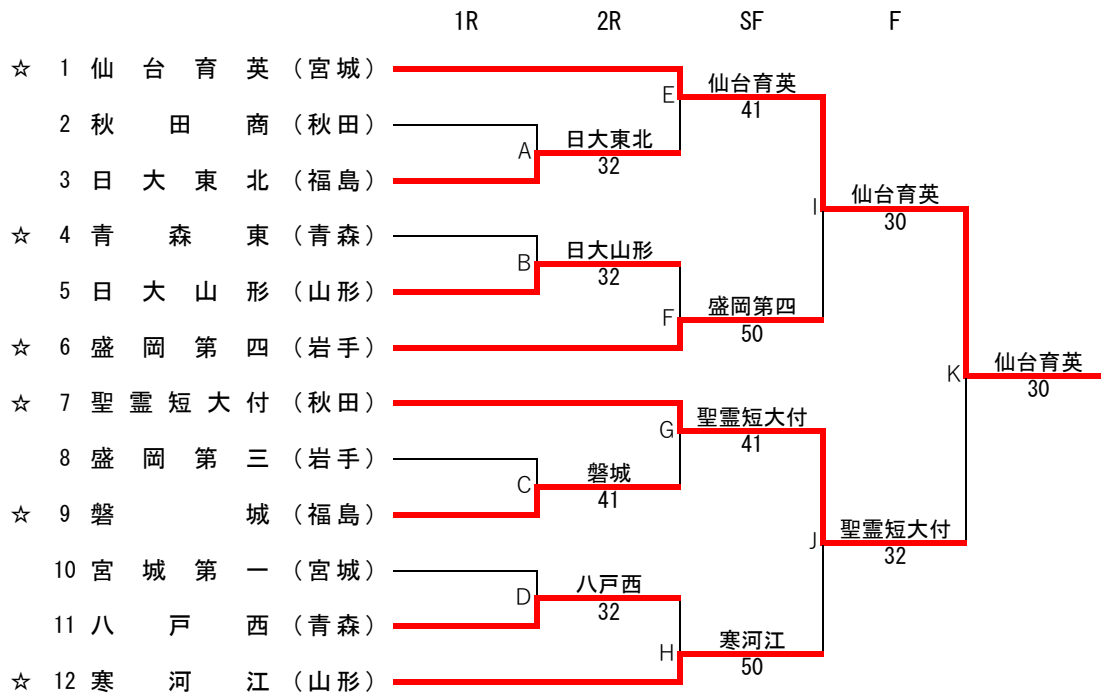 1R 2R SF F
☆ 1 仙台育英（宮城）
仙台育英
E
41
2 秋田商（秋田）
日大東北
A
32
3 日大東北（福島）
仙台育英
I
30
☆ 4 青森東（青森）
日大山形
B
32
5 日大山形（山形）
盛岡第四
F
50
☆ 6 盛岡第四（岩手）
仙台育英
K
30
☆ 7 聖霊短大付（秋田）
聖霊短大付
G
41
8 盛岡第三（岩手）
磐城
C
41
☆ 9 磐城（福島）
聖霊短大付
J
32
10 宮城第一（宮城）
八戸西
D
32
11 八戸西（青森）
寒河江
H
50
☆ 12 寒河江（山形）